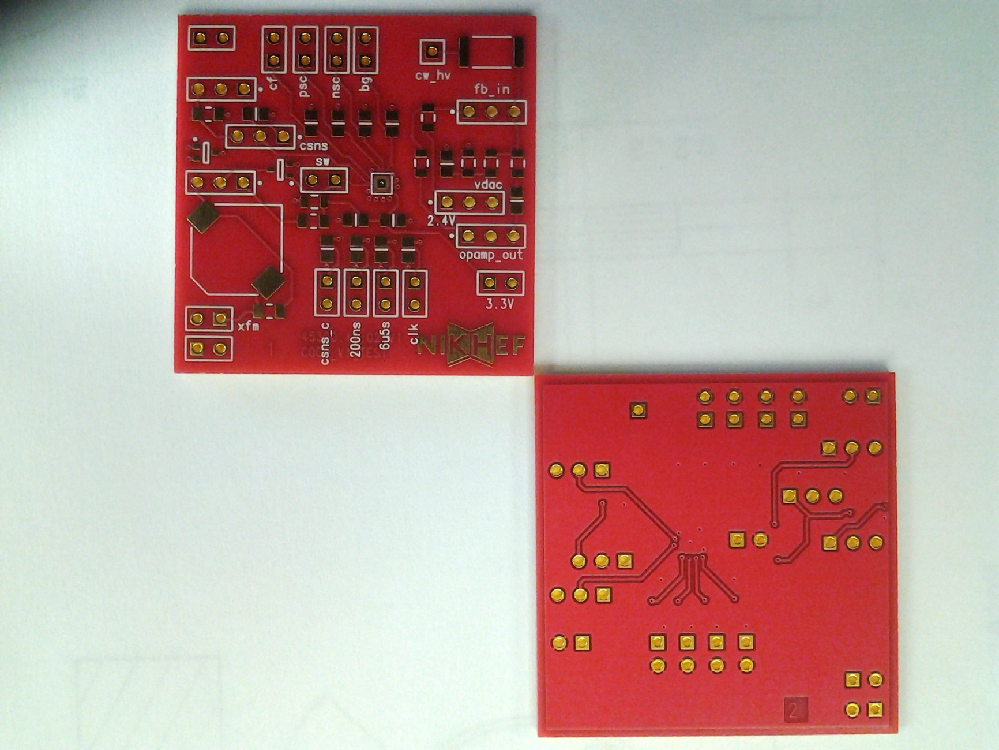 cf
psc
nsc
bg
cw_hv
fb_in
csns
sw
vdac
2.4V
opamp_out
3.3V
xfm
csns_c
200ns
6u5s
clk
1
NIKHEF
2